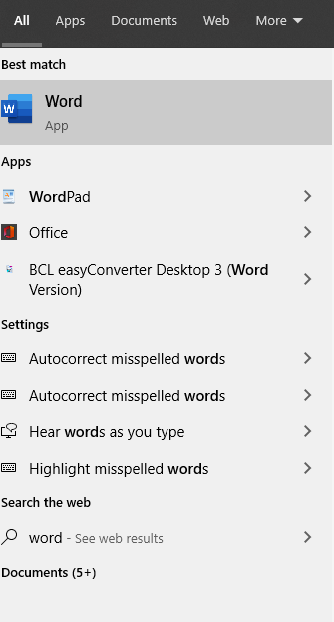 All Apps Documents Web More
Best match
Word
App
Apps
WordPad
Office
BCL easyConverter Desktop 3 (Word
Version)
Settings
Autocorrect misspelled words
Autocorrect misspelled words
Hear words as you type
Highlight misspelled words
Search the web
word - See web results
Documents (5+)